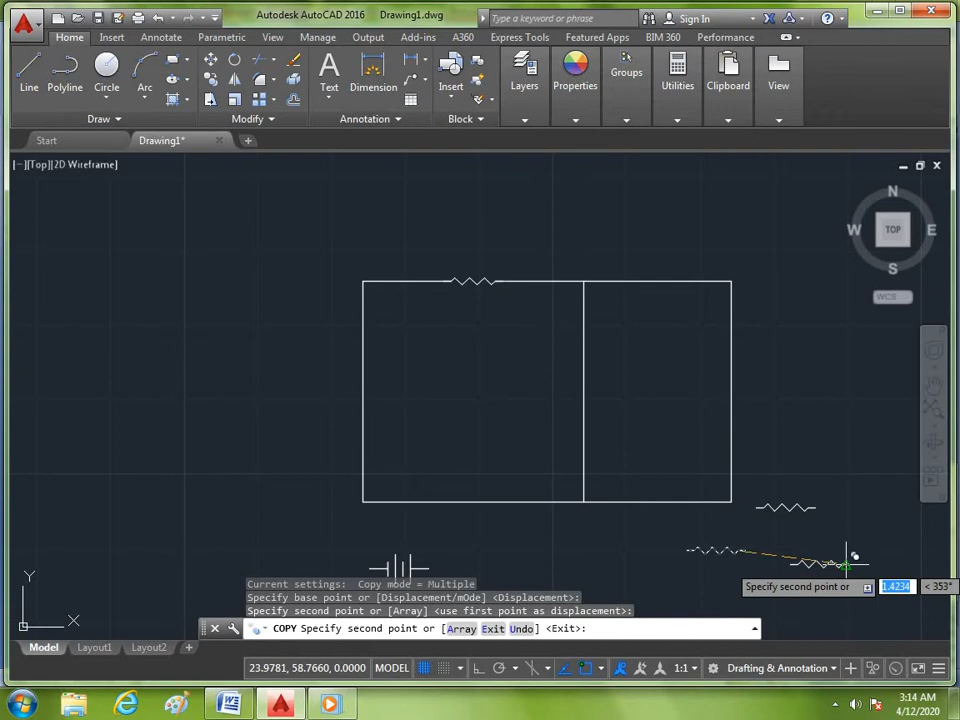 Autodesk AutoCAD 2016 Drawing1.dwg
Type a keyword or phrase
Sign In
Home Insert Annotate Parametric View Manage Output Add-ins A360 Express Tools Featured Apps BIM 360 Performance
Line Polyline Circle Arc Text Dimension Insert Layers Properties Groups Utilities Clipboard View
Draw Modify Annotation Block
Start Drawing1*
[−][Top][2D Wireframe]
N
W TOP E
S
WCS
Specify second point or 1.4234 < 353°
Y
X
Current settings: Copy mode = Multiple
Specify base point or [Displacement/mOde] <Displacement>:
Specify second point or [Array] <use first point as displacement>:
COPY Specify second point or [Array Exit Undo] <Exit>:
Model Layout1 Layout2
23.9781, 58.7660, 0.0000 MODEL 1:1 Drafting & Annotation
3:14 AM
4/12/2020